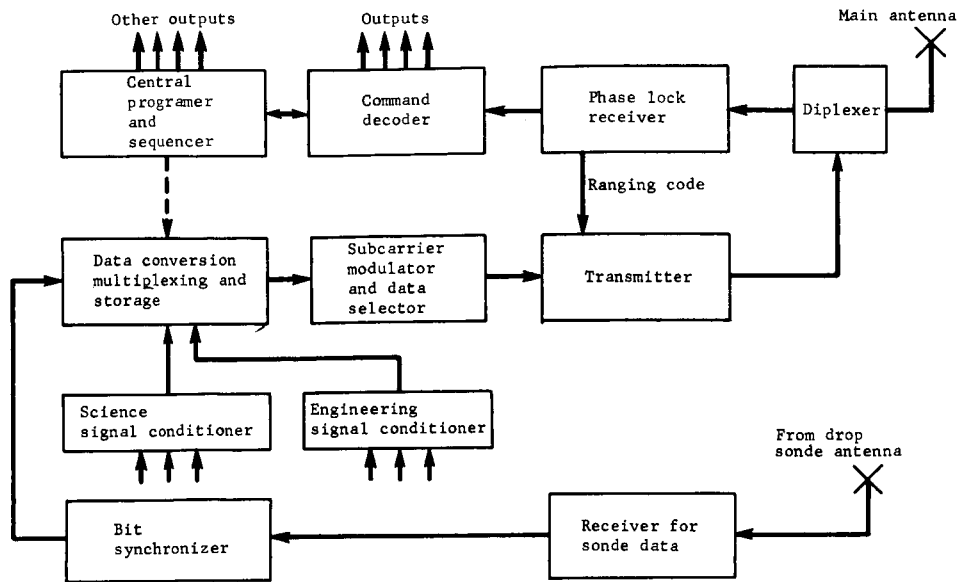 Other outputs
Outputs
Main antenna
Central
programer
and
sequencer
Command
decoder
Phase lock
receiver
Diplexer
Ranging code
Data conversion
multiplexing and
storage
Subcarrier
modulator
and data
selector
Transmitter
Science
signal conditioner
Engineering
signal conditioner
From drop
sonde antenna
Bit
synchronizer
Receiver for
sonde data